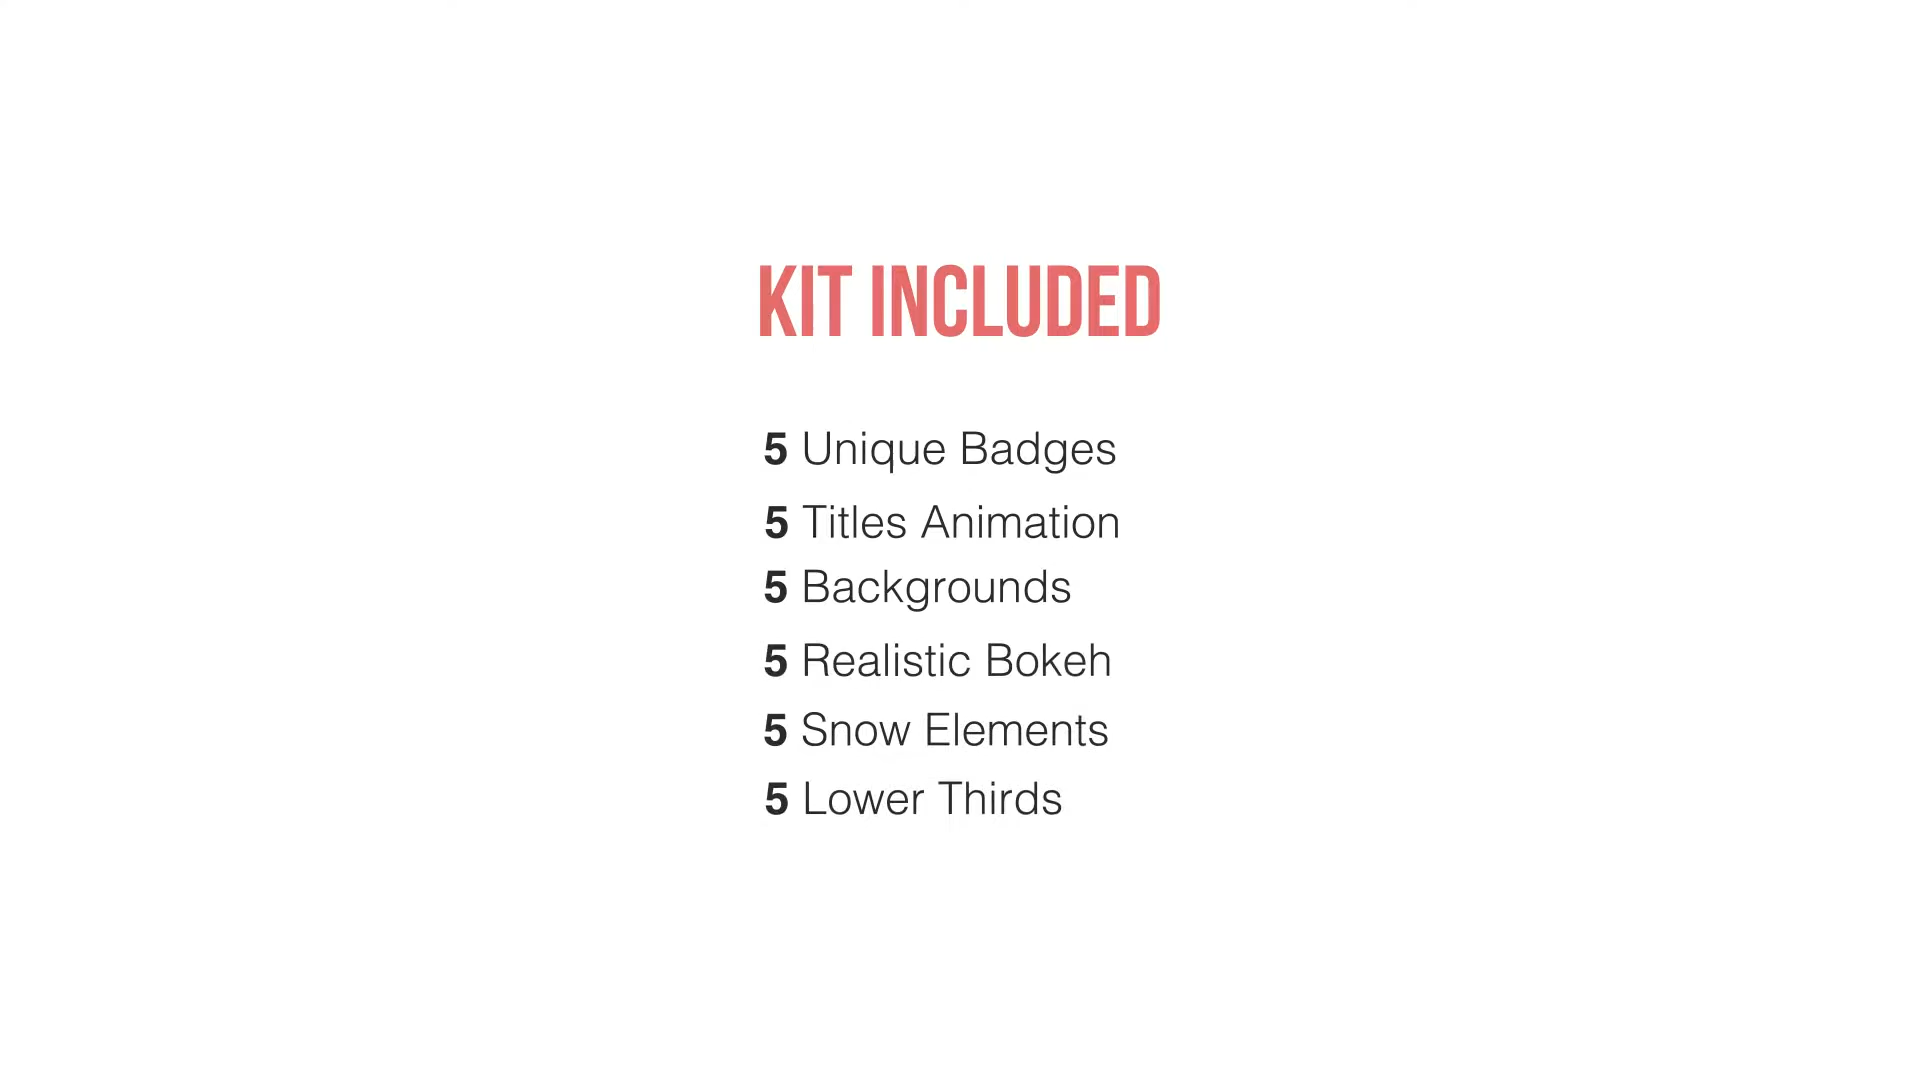 KIT INCLUDED
5 Unique Badges
5 Titles Animation
5 Backgrounds
5 Realistic Bokeh
5 Snow Elements
5 Lower Thirds